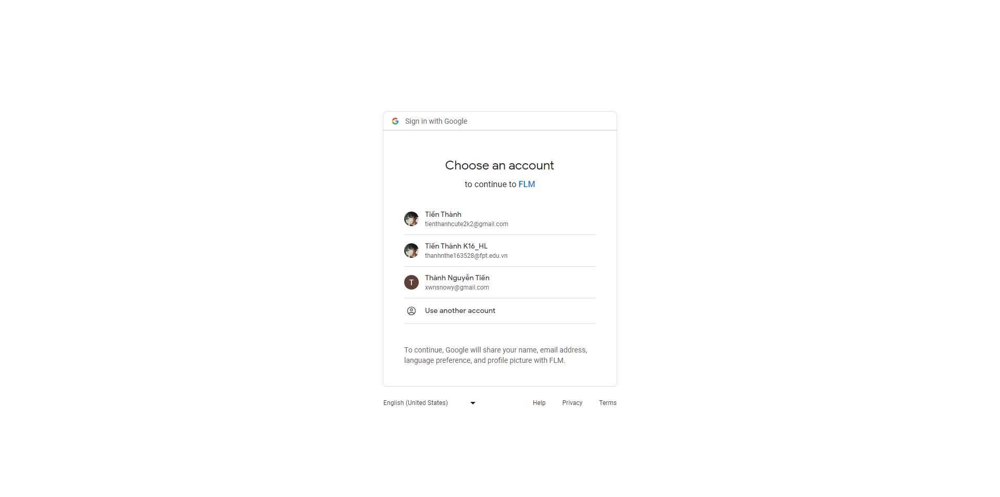 Sign in with Google
Choose an account
to continue to FLM
Tiến Thành
tienthanhcute2k2@gmail.com
Tiến Thành K16_HL
thanhnthe163528@fpt.edu.vn
T
Thành Nguyễn Tiến
xwnsnowy@gmail.com
Use another account
To continue, Google will share your name, email address,
language preference, and profile picture with FLM.
English (United States)
Help Privacy Terms